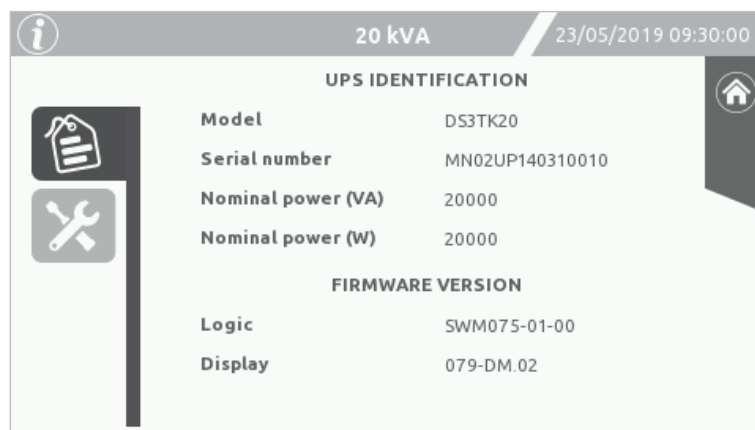 i 20 kVA 23/05/2019 09:30:00
UPS IDENTIFICATION
Model DS3TK20
Serial number MN02UP140310010
Nominal power (VA) 20000
Nominal power (W) 20000
FIRMWARE VERSION
Logic SWM075-01-00
Display 079-DM.02